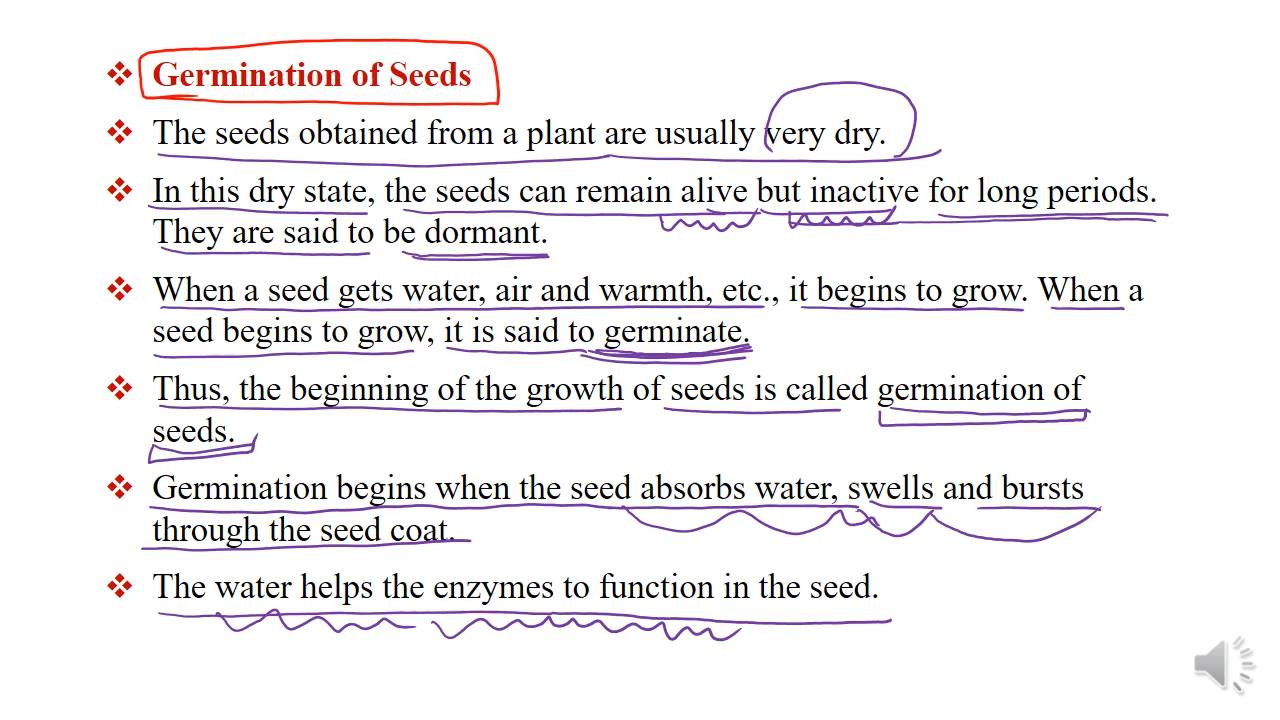 ❖ Germination of Seeds
❖ The seeds obtained from a plant are usually very dry.
❖ In this dry state, the seeds can remain alive but inactive for long periods.
They are said to be dormant.
❖ When a seed gets water, air and warmth, etc., it begins to grow. When a
seed begins to grow, it is said to germinate.
❖ Thus, the beginning of the growth of seeds is called germination of
seeds.
❖ Germination begins when the seed absorbs water, swells and bursts
through the seed coat.
❖ The water helps the enzymes to function in the seed.